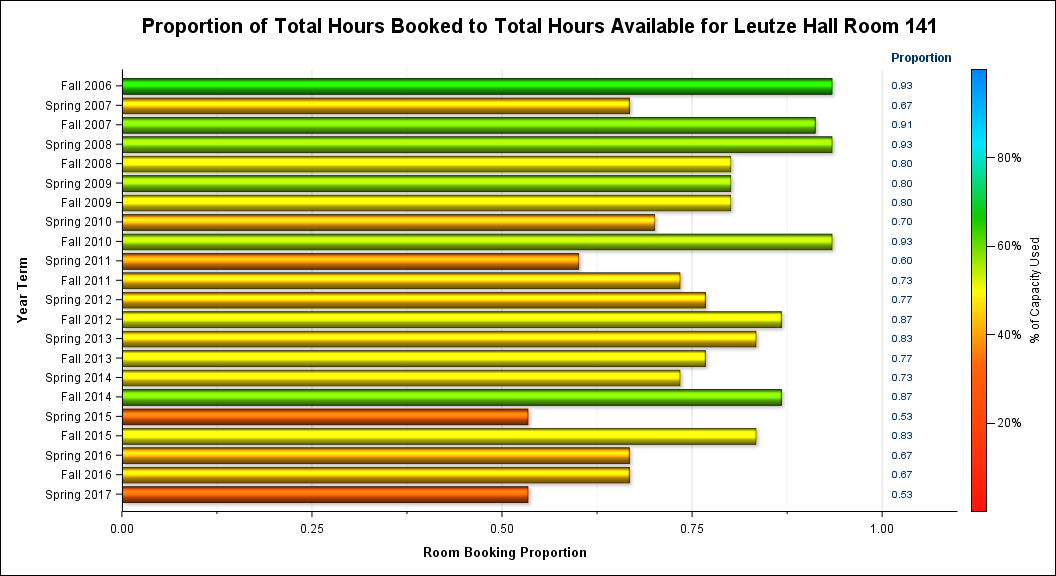 Proportion of Total Hours Booked to Total Hours Available for Leutze Hall Room 141
Proportion
Fall 2006 0.93
Spring 2007 0.67
Fall 2007 0.91
Spring 2008 0.93
Fall 2008 0.80
Spring 2009 0.80
Fall 2009 0.80
Spring 2010 0.70
Fall 2010 0.93
Spring 2011 0.60
Fall 2011 0.73
Spring 2012 0.77
Fall 2012 0.87
Spring 2013 0.83
Fall 2013 0.77
Spring 2014 0.73
Fall 2014 0.87
Spring 2015 0.53
Fall 2015 0.83
Spring 2016 0.67
Fall 2016 0.67
Spring 2017 0.53
Year Term
0.00 0.25 0.50 0.75 1.00
Room Booking Proportion
80%
60%
40%
20%
% of Capacity Used